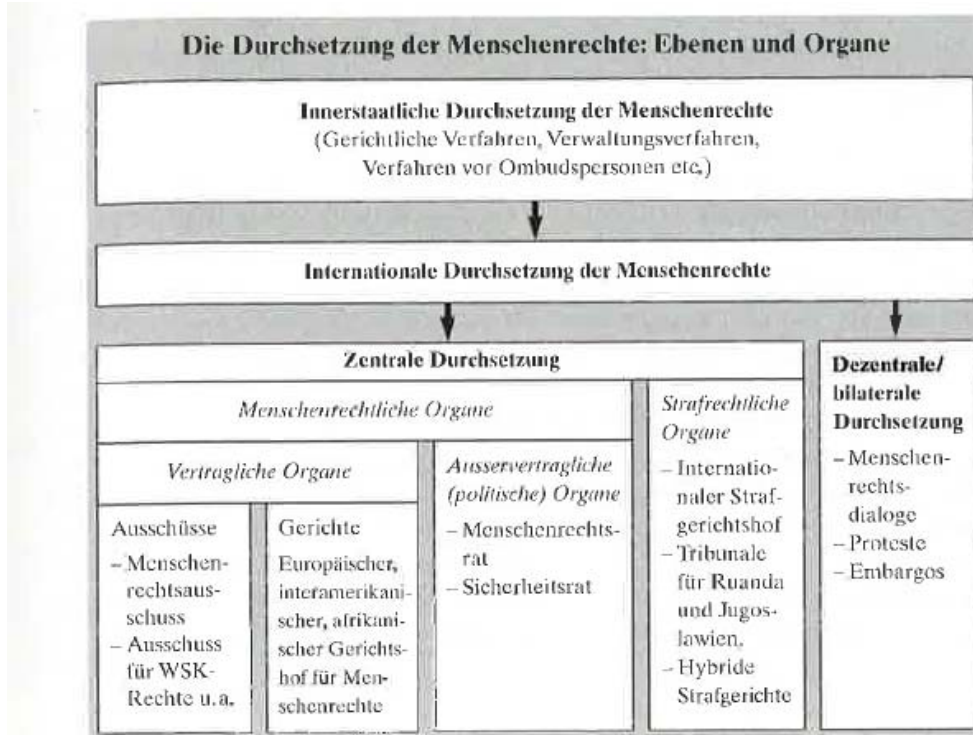 Die Durchsetzung der Menschenrechte: Ebenen und Organe
Innerstaatliche Durchsetzung der Menschenrechte
(Gerichtliche Verfahren, Verwaltungsverfahren,
Verfahren vor Ombudspersonen etc.)
Internationale Durchsetzung der Menschenrechte
Zentrale Durchsetzung
Menschenrechtliche Organe
Vertragliche Organe
Ausschüsse
– Menschen-
rechtsaus-
schuss
– Ausschuss
für WSK-
Rechte u. a.
Gerichte
Europäischer,
interamerikani-
scher, afrikani-
scher Gerichts-
hof für Men-
schenrechte
Ausservertragliche
(politische) Organe
– Menschenrechts-
rat
– Sicherheitsrat
Strafrechtliche
Organe
– Internatio-
naler Straf-
gerichtshof
– Tribunale
für Ruanda
und Jugos-
lawien,
– Hybride
Strafgerichte
Dezentrale/
bilaterale
Durchsetzung
– Menschen-
rechts-
dialoge
– Proteste
– Embargos